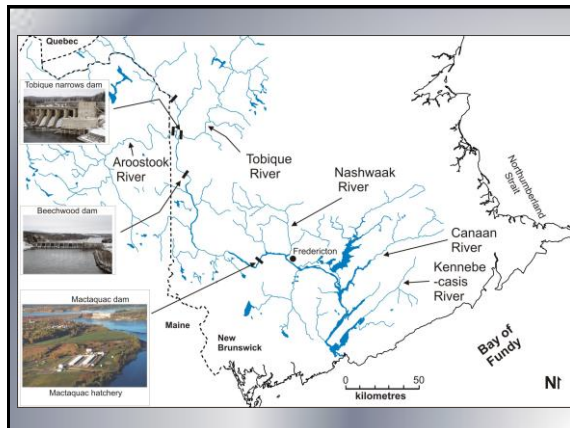 Quebec
Tobique narrows dam
Aroostook
River
Tobique
River
Nashwaak
River
Beechwood dam
Fredericton
Canaan
River
Kennebe
-casis
River
Northumberland
Strait
Mactaquac dam
Maine
New
Brunswick
Bay of
Fundy
Mactaquac hatchery
0
50
kilometres
N